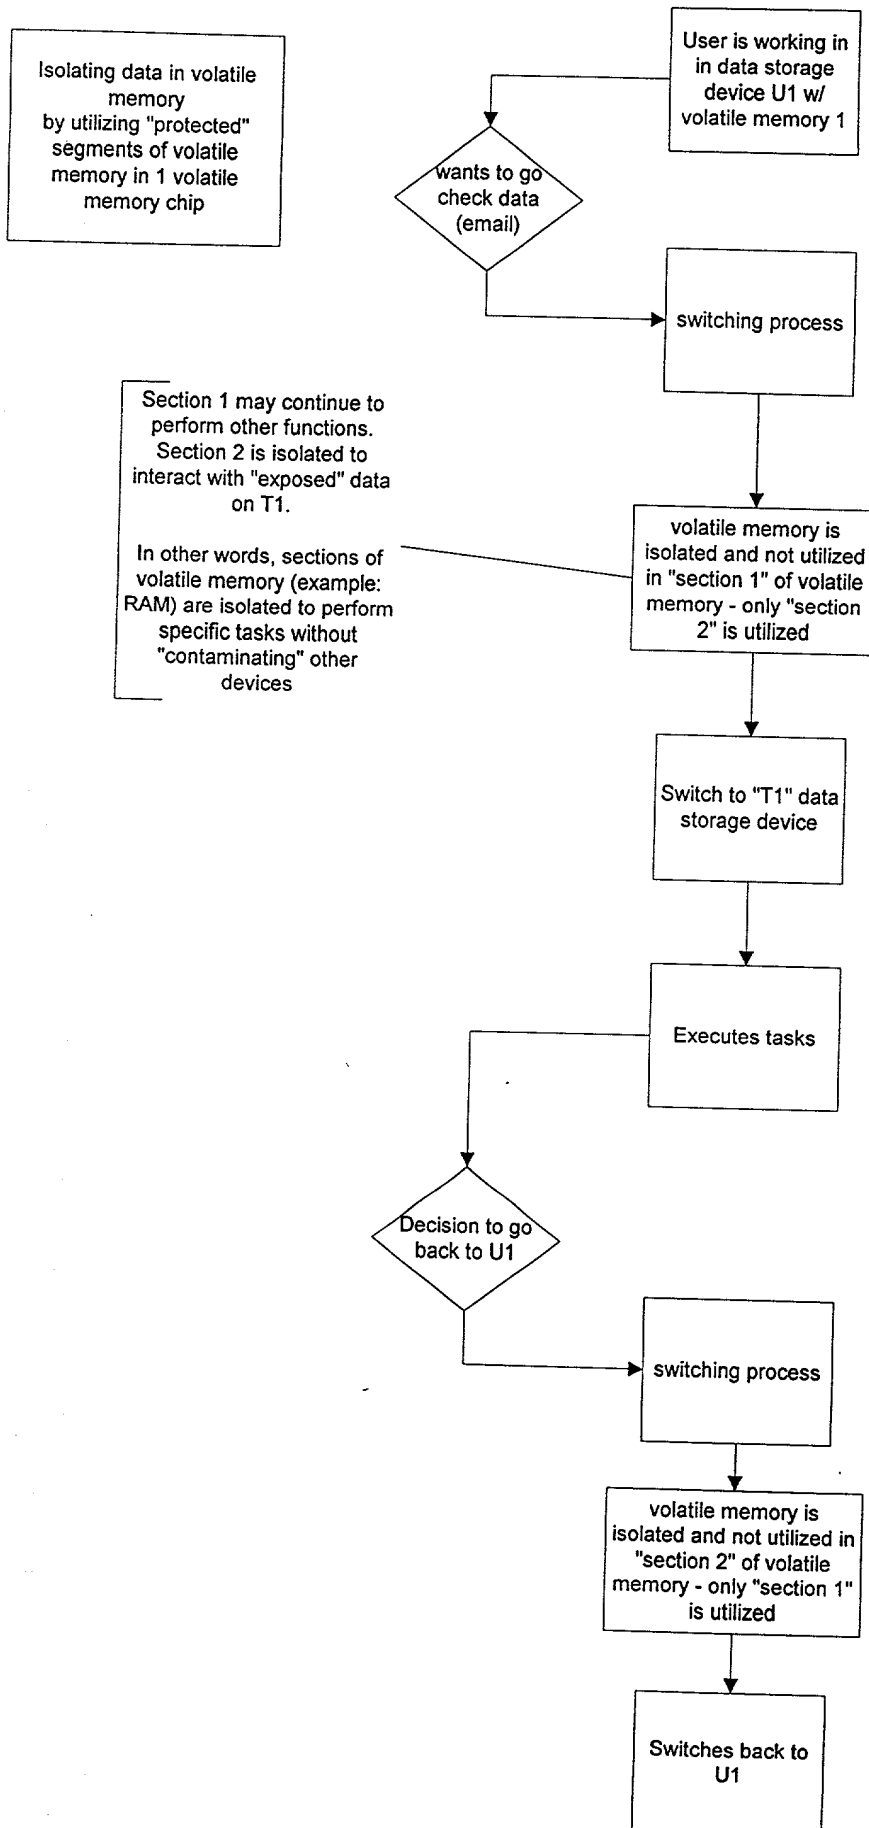 Isolating data in volatile
memory
by utilizing "protected"
segments of volatile
memory in 1 volatile
memory chip
User is working in
in data storage
device U1 w/
volatile memory 1
wants to go
check data
(email)
switching process
Section 1 may continue to
perform other functions.
Section 2 is isolated to
interact with "exposed" data
on T1.
In other words, sections of
volatile memory (example:
RAM) are isolated to perform
specific tasks without
"contaminating" other
devices
volatile memory is
isolated and not utilized
in "section 1" of volatile
memory - only "section
2" is utilized
Switch to "T1" data
storage device
Executes tasks
Decision to go
back to U1
switching process
volatile memory is
isolated and not utilized in
"section 2" of volatile
memory - only "section 1"
is utilized
Switches back to
U1